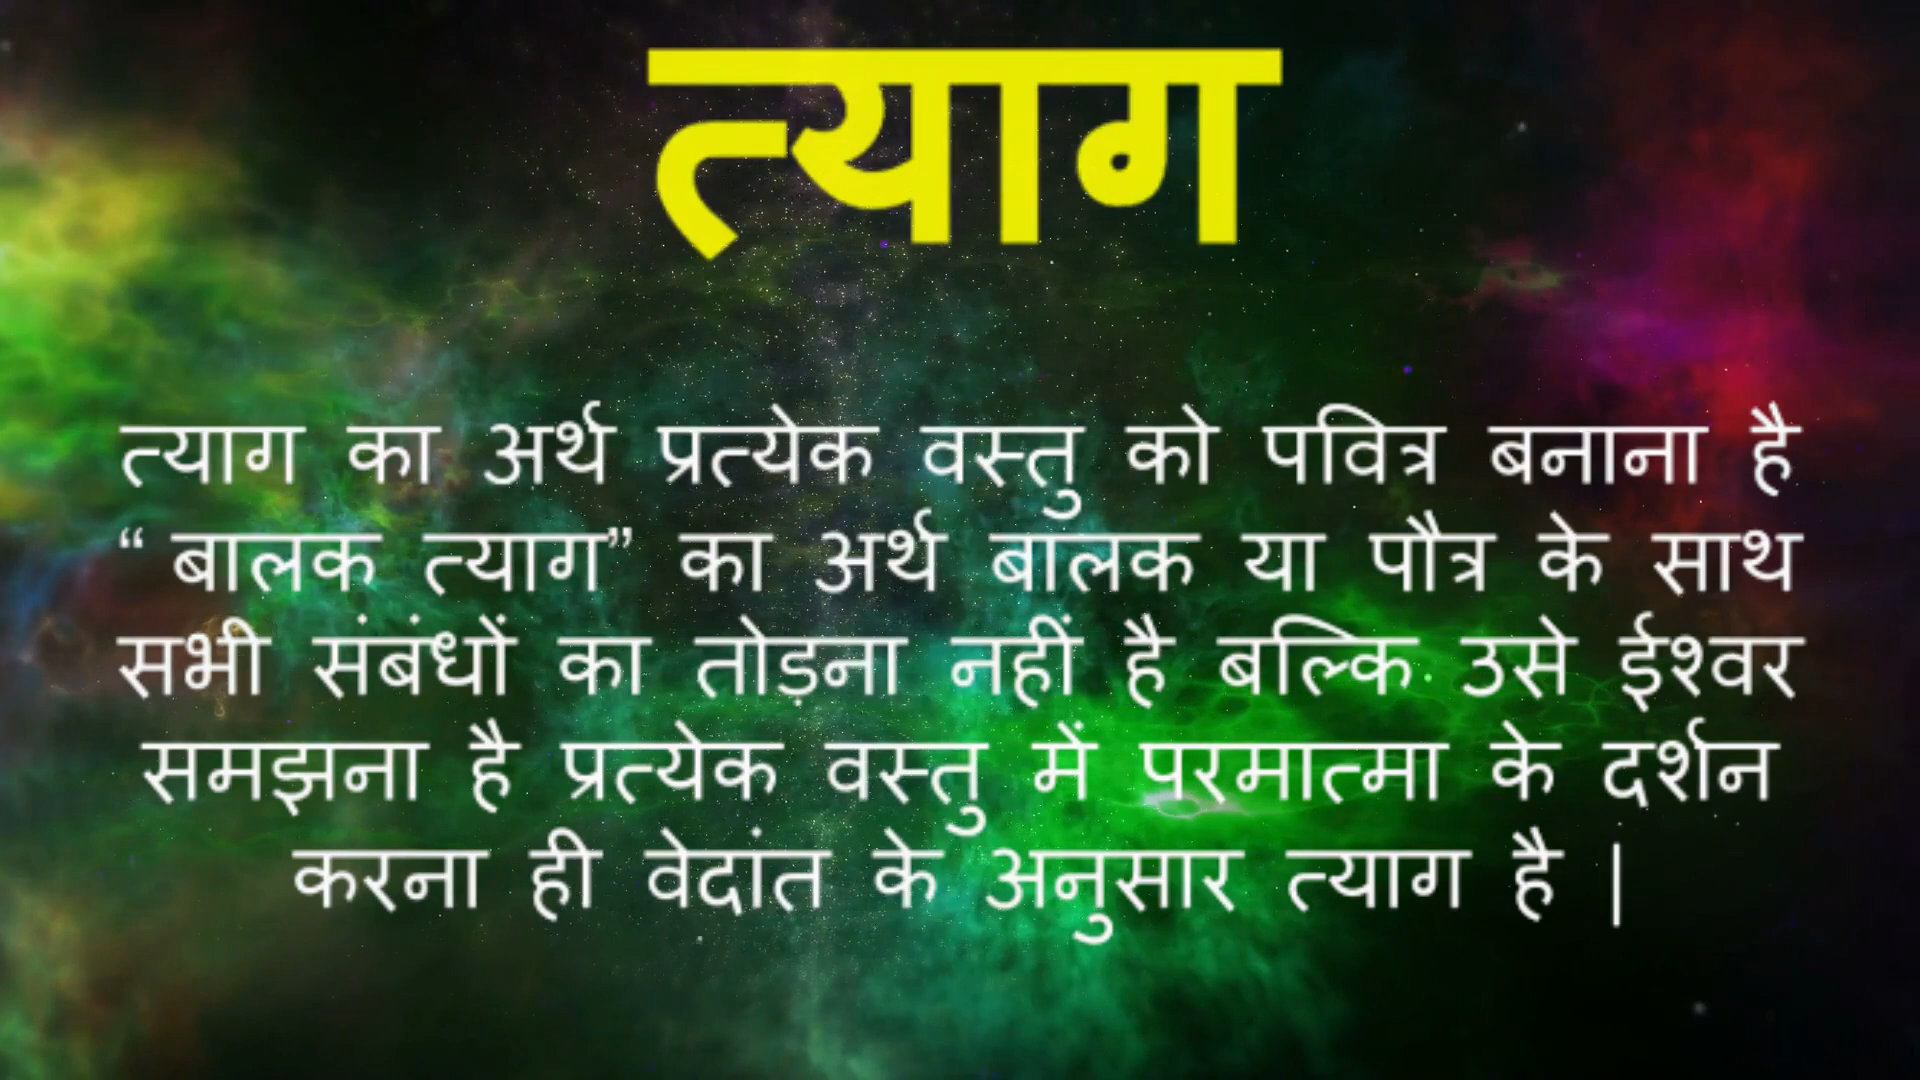 त्याग
त्याग का अर्थ प्रत्येक वस्तु को पवित्र बनाना है
“ बालक त्याग” का अर्थ बालक या पौत्र के साथ
सभी संबंधों का तोड़ना नहीं है बल्कि उसे ईश्वर
समझना है प्रत्येक वस्तु में परमात्मा के दर्शन
करना ही वेदांत के अनुसार त्याग है |